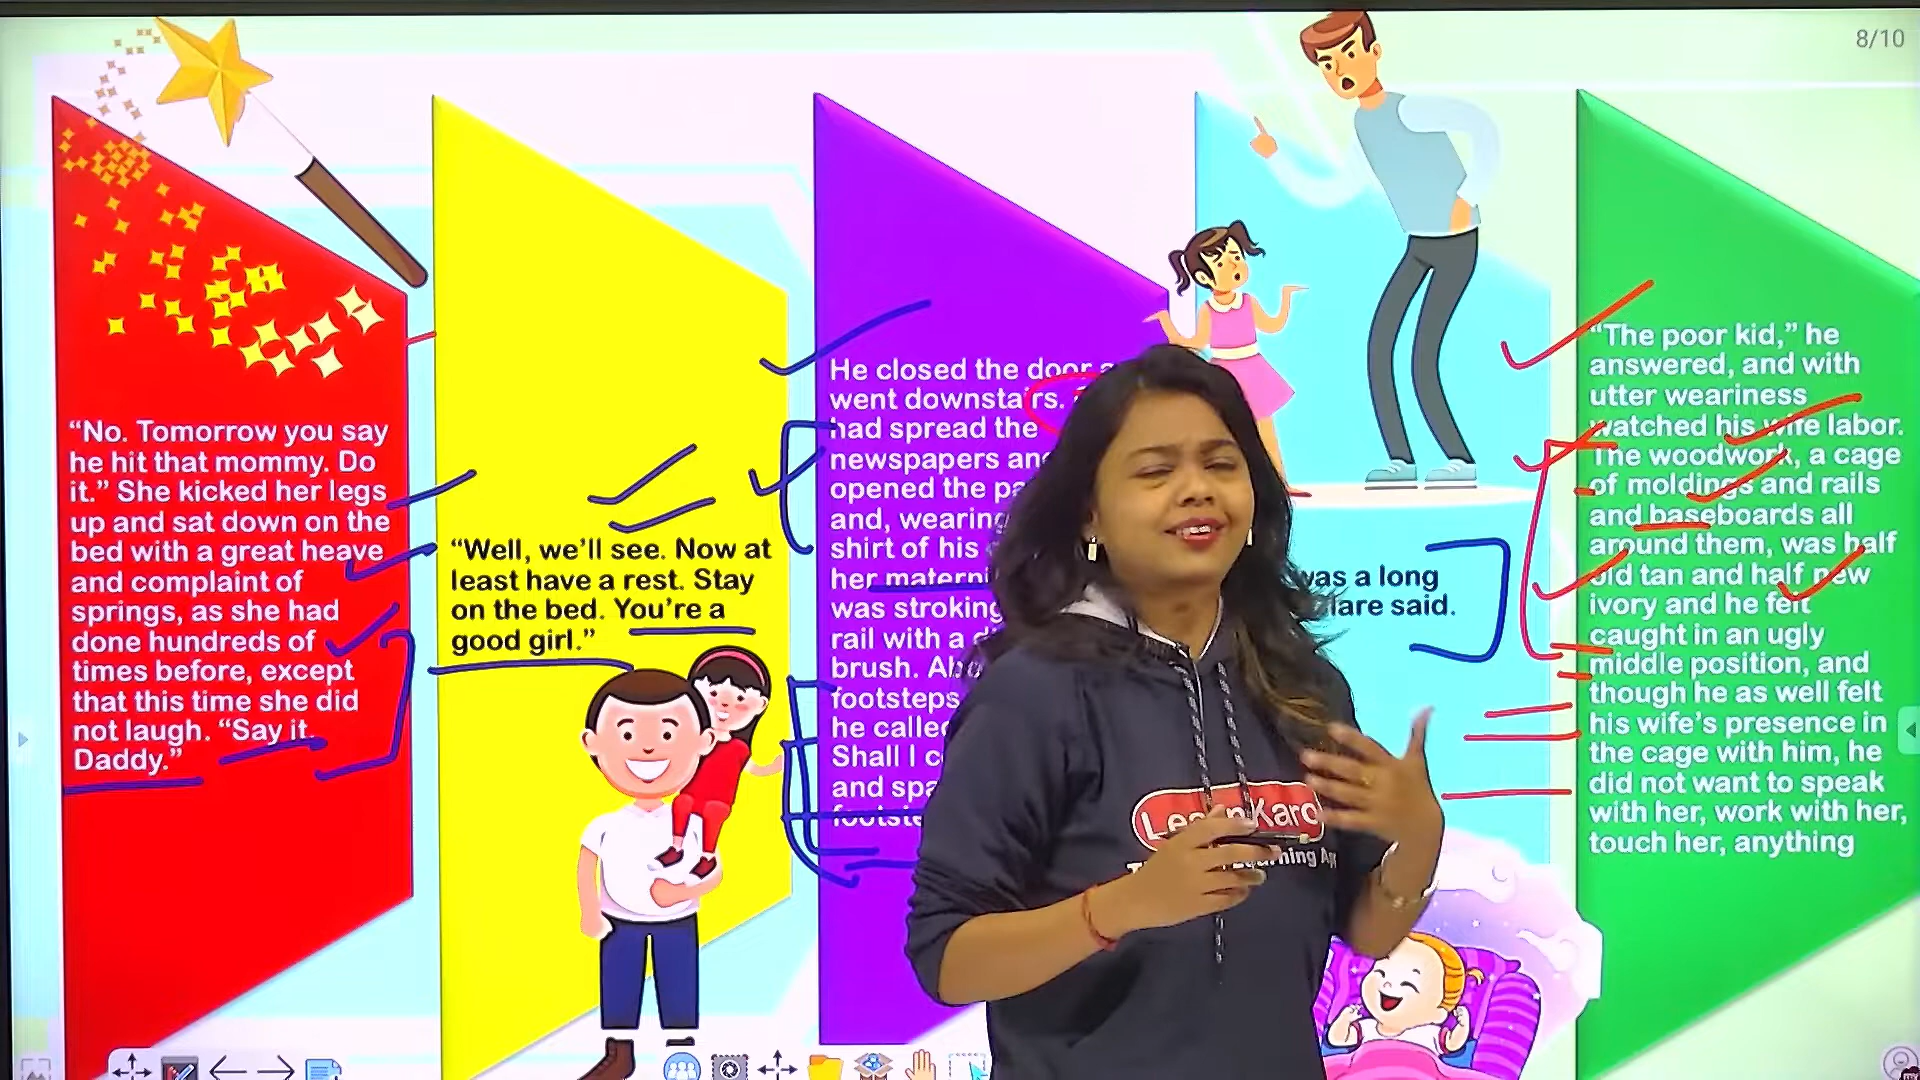 8/10
“No. Tomorrow you say
he hit that mommy. Do
it.” She kicked her legs
up and sat down on the
bed with a great heave
and complaint of
springs, as she had
done hundreds of
times before, except
that this time she did
not laugh. “Say it.
Daddy.”
“Well, we’ll see. Now at
least have a rest. Stay
on the bed. You’re a
good girl.”
He closed the door
went downstairs.
had spread the
newspapers
opened the
and, wearing
shirt of his
her
was stroking
rail with a
brush.
footsteps
he called
Shall I
and
was a long
said.
“The poor kid,” he
answered, and with
utter weariness
watched his wife labor.
The woodwork, a cage
of moldings and rails
and baseboards all
around them, was half
old tan and half new
ivory and he felt
caught in an ugly
middle position, and
though he as well felt
his wife’s presence in
the cage with him, he
did not want to speak
with her, work with her,
touch her, anything
Learn Karo
Learning